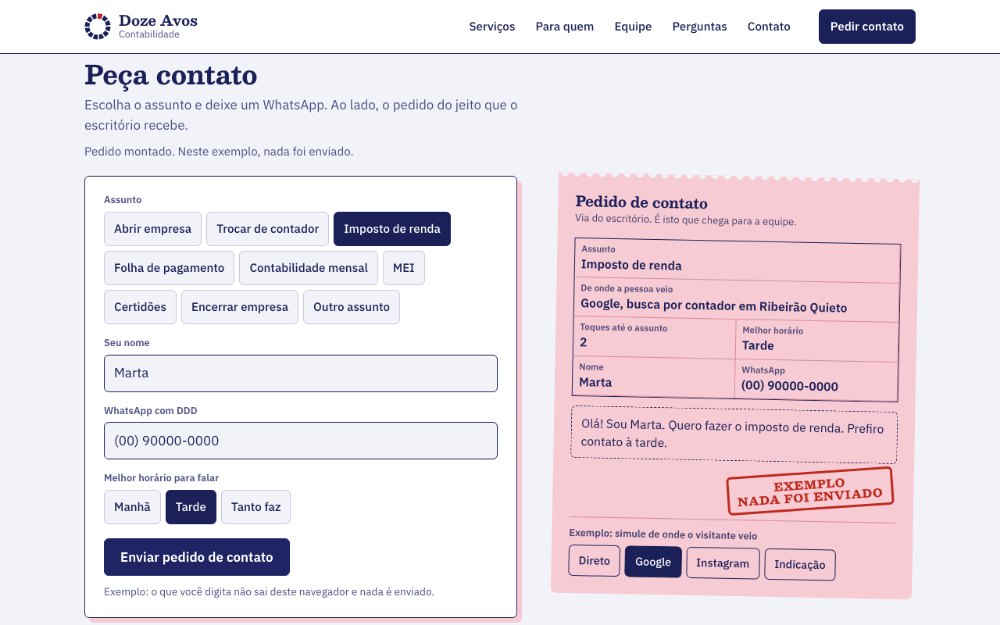 Doze Avos
Contabilidade
Serviços
Para quem
Equipe
Perguntas
Contato
Pedir contato
Peça contato
Escolha o assunto e deixe um WhatsApp. Ao lado, o pedido do jeito que o
escritório recebe.
Pedido montado. Neste exemplo, nada foi enviado.
Assunto
Abrir empresa
Trocar de contador
Imposto de renda
Folha de pagamento
Contabilidade mensal
MEI
Certidões
Encerrar empresa
Outro assunto
Seu nome
Marta
WhatsApp com DDD
(00) 90000-0000
Melhor horário para falar
Manhã
Tarde
Tanto faz
Enviar pedido de contato
Exemplo: o que você digita não sai deste navegador e nada é enviado.
Pedido de contato
Via do escritório. É isto que chega para a equipe.
Assunto
Imposto de renda
De onde a pessoa veio
Google, busca por contador em Ribeirão Quieto
Toques até o assunto
2
Melhor horário
Tarde
Nome
Marta
WhatsApp
(00) 90000-0000
Olá! Sou Marta. Quero fazer o imposto de renda. Prefiro
contato à tarde.
EXEMPLO
NADA FOI ENVIADO
Exemplo: simule de onde o visitante veio
Direto
Google
Instagram
Indicação